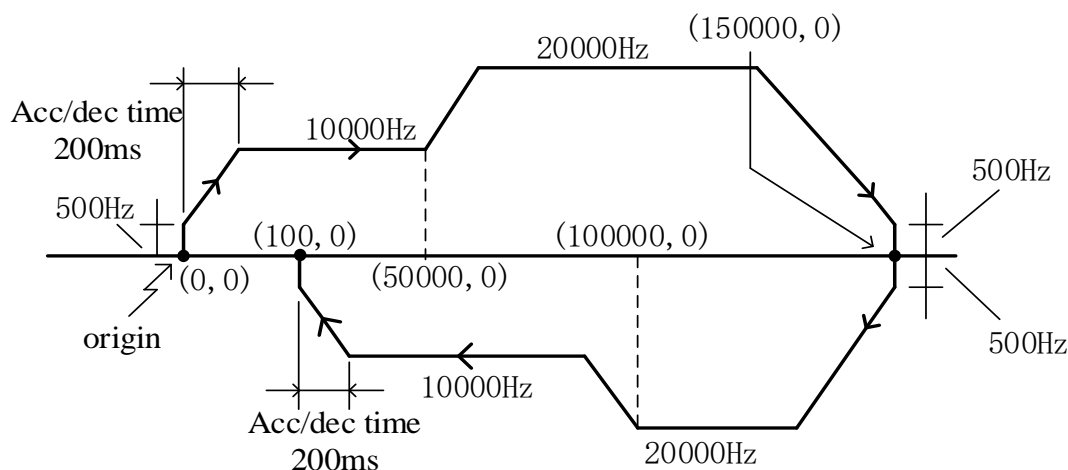 (150000,0)
20000Hz
Acc/dec time
200ms
10000Hz
500Hz
500Hz
(100,0)
(100000,0)
(0,0)
(50000,0)
origin
500Hz
10000Hz
Acc/dec time
200ms
20000Hz